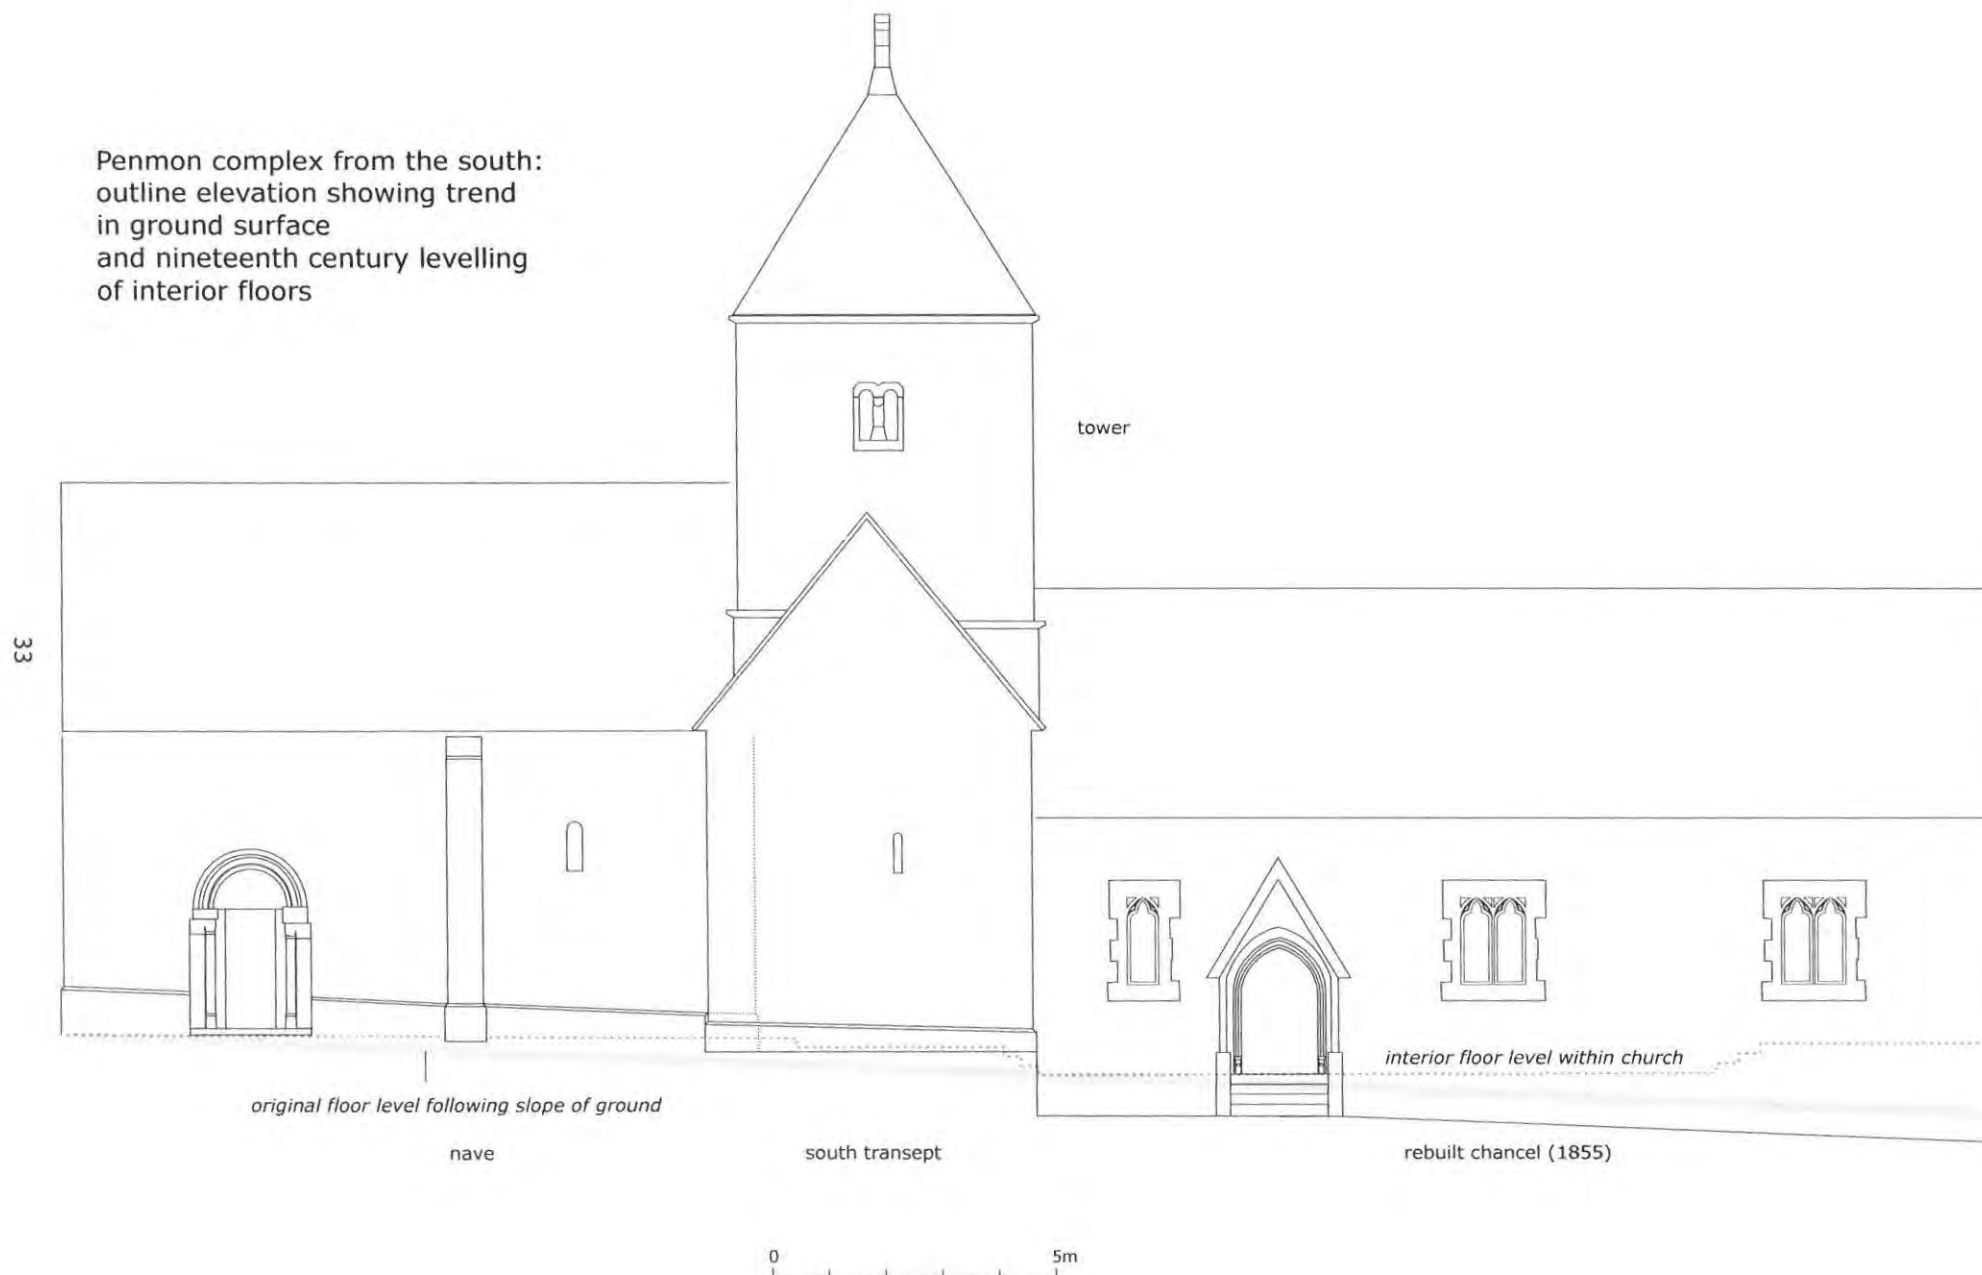 Penmon complex from the south:
outline elevation showing trend
in ground surface
and nineteenth century levelling
of interior floors
tower
33
interior floor level within church
original floor level following slope of ground
nave
south transept
rebuilt chancel (1855)
0
5m